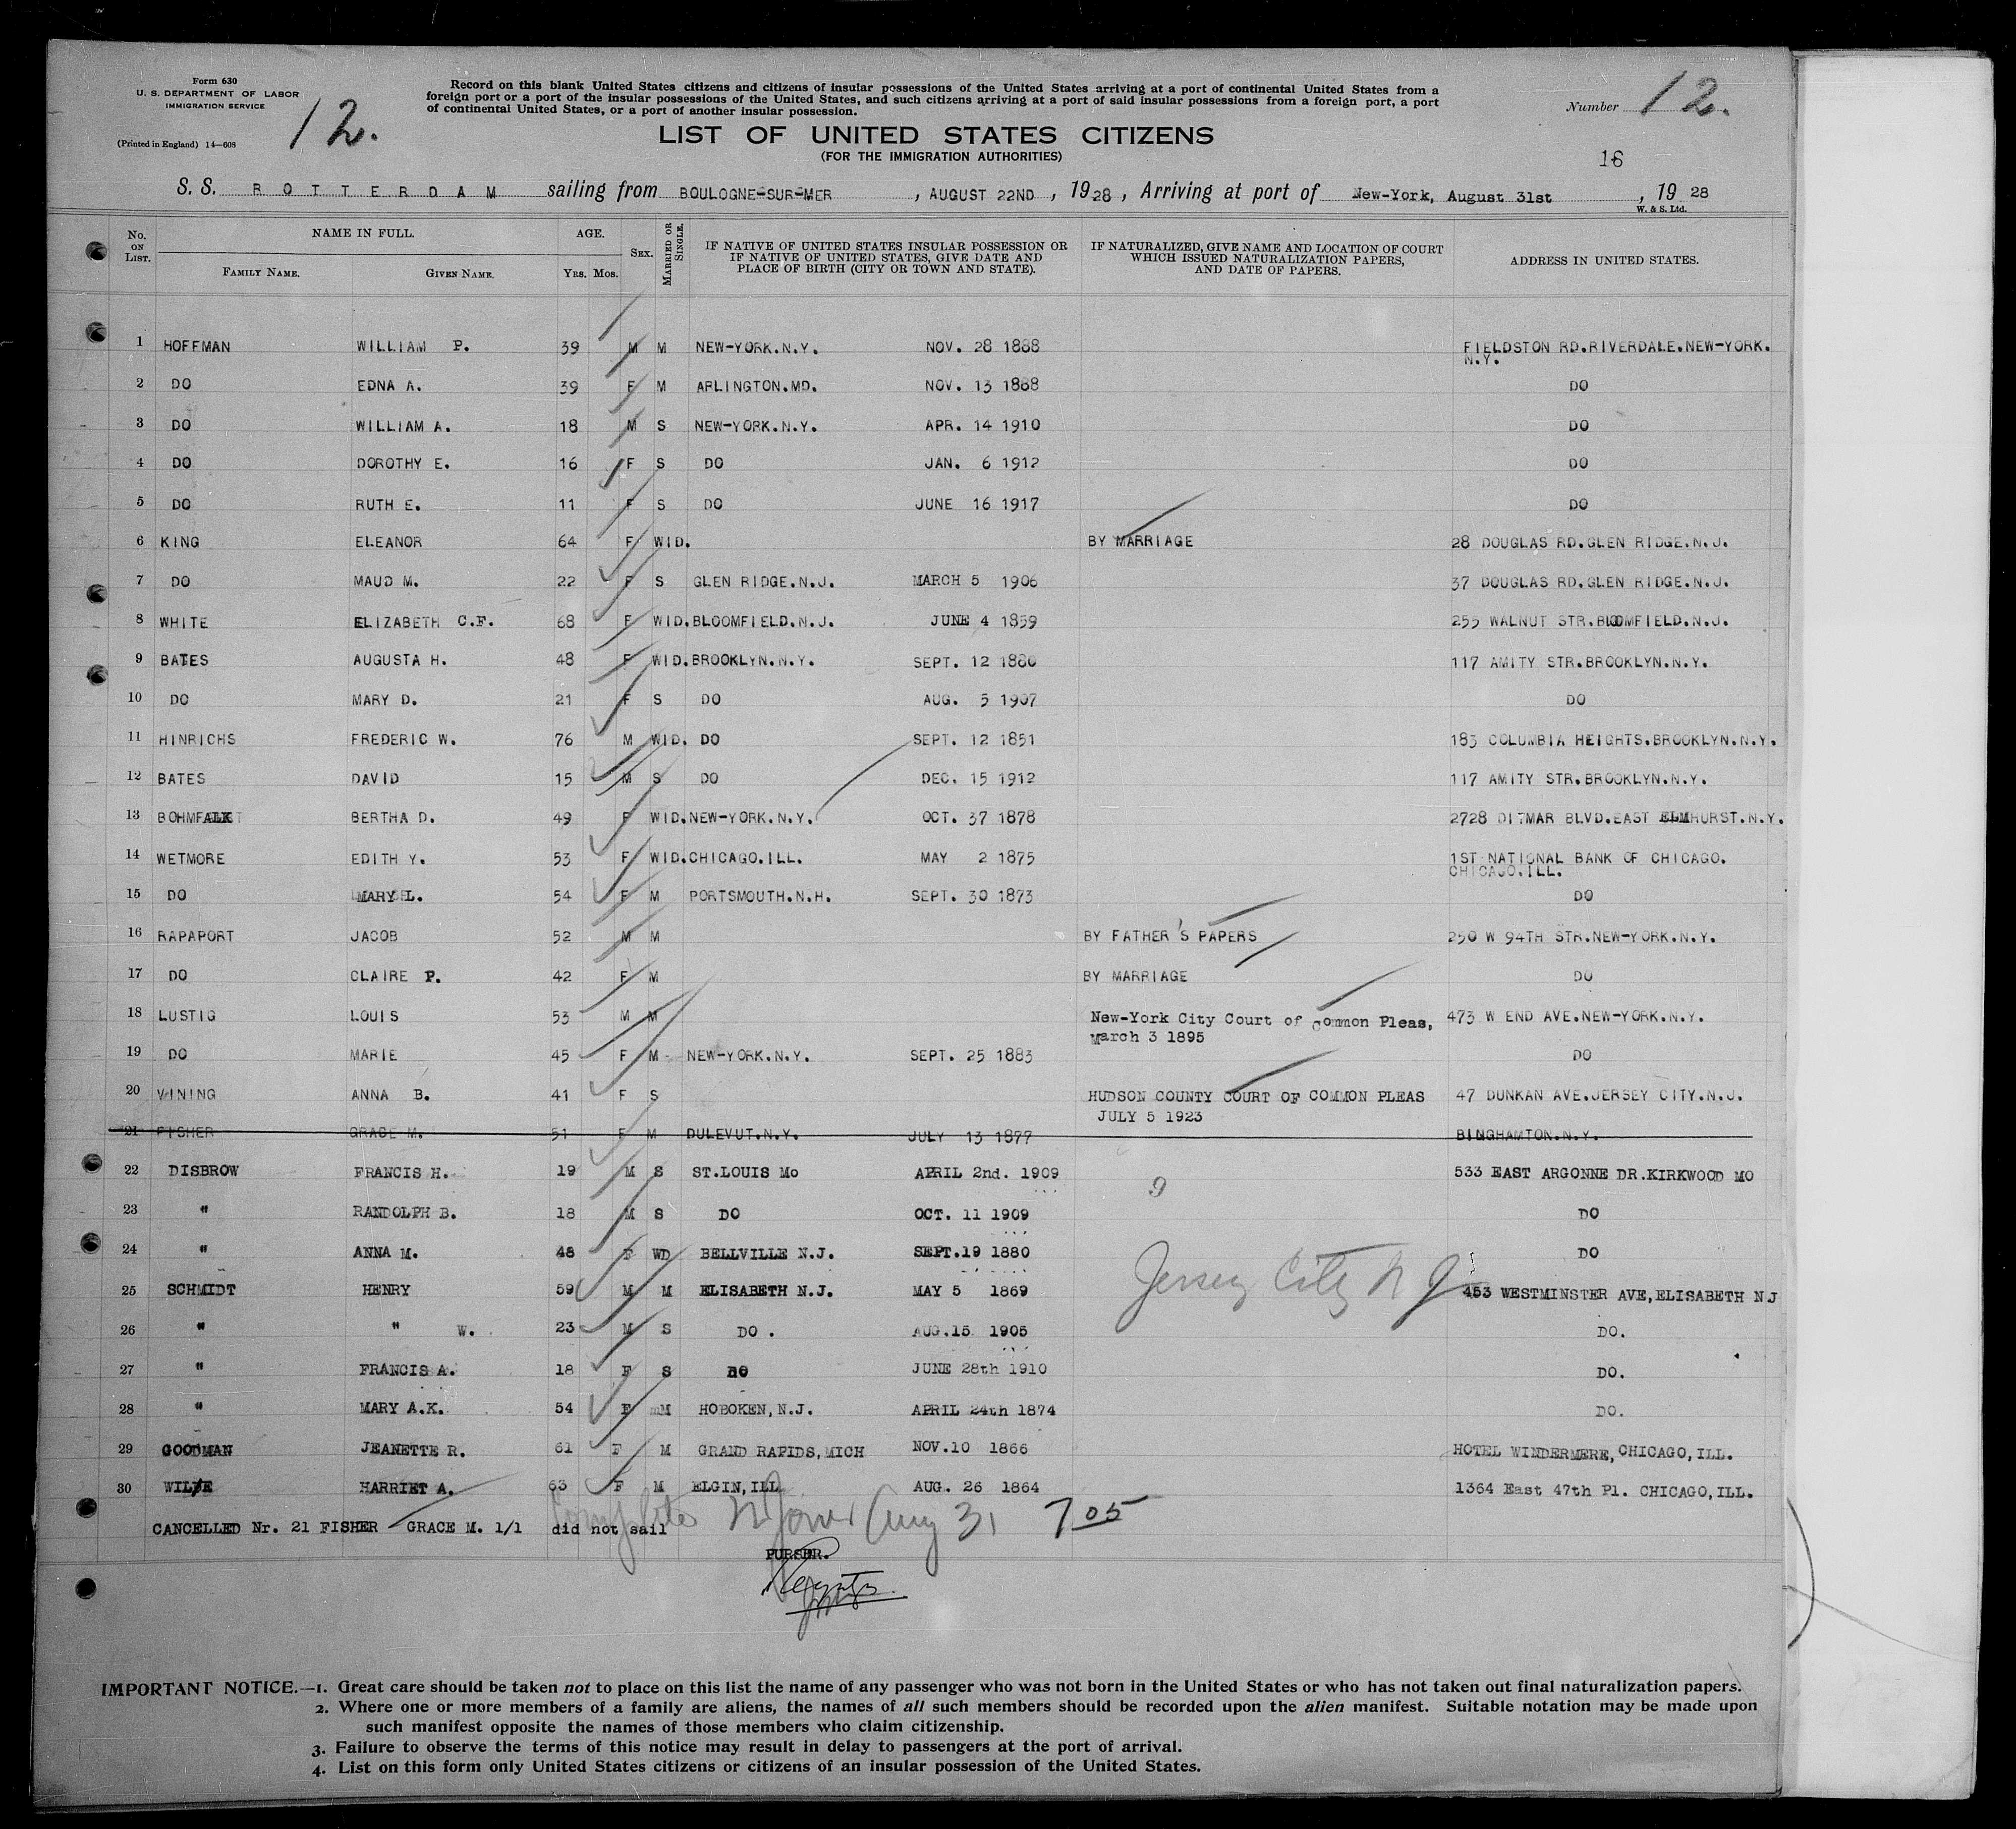 Form 630
U. S. DEPARTMENT OF LABOR
IMMIGRATION SERVICE
(Printed in England) 14—608
12.
Record on this blank United States citizens and citizens of insular possessions of the United States arriving at a port of continental United States from a
foreign port or a port of the insular possessions of the United States, and such citizens arriving at a port of said insular possessions from a foreign port, a port
of continental United States, or a port of another insular possession.
Number 12.
LIST OF UNITED STATES CITIZENS
(FOR THE IMMIGRATION AUTHORITIES)
16
S. S. ROTTERDAM sailing from BOULOGNE-SUR-MER, AUGUST 22ND, 1928, Arriving at port of New-York, August 31st, 1928
W. & S. Ltd.
No. ON LIST. NAME IN FULL. FAMILY NAME. GIVEN NAME. AGE. YRS. MOS. SEX. MARRIED OR SINGLE. IF NATIVE OF UNITED STATES INSULAR POSSESSION OR IF NATIVE OF UNITED STATES, GIVE DATE AND PLACE OF BIRTH (CITY OR TOWN AND STATE). IF NATURALIZED, GIVE NAME AND LOCATION OF COURT WHICH ISSUED NATURALIZATION PAPERS, AND DATE OF PAPERS. ADDRESS IN UNITED STATES.
1 HOFFMAN WILLIAM P. 39 M M NEW-YORK.N.Y. NOV. 28 1888 FIELDSTON RD.RIVERDALE.NEW-YORK.
N.Y.
2 DO EDNA A. 39 F M ARLINGTON.MD. NOV. 13 1888 DO
3 DO WILLIAM A. 18 M S NEW-YORK.N.Y. APR. 14 1910 DO
4 DO DOROTHY E. 16 F S DO JAN. 6 1912 DO
5 DO RUTH E. 11 F S DO JUNE 16 1917 DO
6 KING ELEANOR 64 F WID. BY MARRIAGE 28 DOUGLAS RD.GLEN RIDGE.N.J.
7 DO MAUD M. 22 F S GLEN RIDGE.N.J. MARCH 5 1906 37 DOUGLAS RD.GLEN RIDGE.N.J.
8 WHITE ELIZABETH C.F. 68 F WID. BLOOMFIELD.N.J. JUNE 4 1859 255 WALNUT STR.BLOOMFIELD.N.J.
9 BATES AUGUSTA H. 48 F WID. BROOKLYN.N.Y. SEPT. 12 1880 117 AMITY STR.BROOKLYN.N.Y.
10 DO MARY D. 21 F S DO AUG. 5 1907 DO
11 HINRICHS FREDERIC W. 76 M WID. DO SEPT. 12 1851 183 COLUMBIA HEIGHTS.BROOKLYN.N.Y.
12 BATES DAVID 15 M S DO DEC. 15 1912 117 AMITY STR.BROOKLYN.N.Y.
13 BOHMFALK BERTHA D. 49 F WID. NEW-YORK.N.Y. OCT. 37 1878 2728 DITMAR BLVD.EAST ELMHURST.N.Y.
14 WETMORE EDITH Y. 53 F WID. CHICAGO.ILL. MAY 2 1875 1ST NATIONAL BANK OF CHICAGO.
CHICAGO.ILL.
15 DO MARY L. 54 F M PORTSMOUTH.N.H. SEPT. 30 1873 DO
16 RAPAPORT JACOB 52 M M BY FATHER'S PAPERS 250 W 94TH STR.NEW-YORK.N.Y.
17 DO CLAIRE P. 42 F M BY MARRIAGE DO
18 LUSTIG LOUIS 53 M M New-York City Court of Common Pleas, 473 W END AVE.NEW-YORK.N.Y.
March 3 1895
19 DO MARIE 45 F M NEW-YORK.N.Y. SEPT. 25 1883 DO
20 VINING ANNA B. 41 F S HUDSON COUNTY COURT OF COMMON PLEAS 47 DUNKAN AVE.JERSEY CITY.N.J.
JULY 5 1923
21 FISHER GRACE M. 51 F M DULEVUT.N.Y. JULY 13 1877 BINGHAMTON.N.Y.
22 DISBROW FRANCIS H. 19 M S ST.LOUIS Mo APRIL 2nd. 1909 533 EAST ARGONNE DR.KIRKWOOD MO
9
23 " RANDOLPH B. 18 M S DO OCT. 11 1909 DO
24 " ANNA M. 48 F WD BELLVILLE N.J. SEPT.19 1880 DO
Jersey City N J
25 SCHMIDT HENRY 59 M M ELISABETH N.J. MAY 5 1869 453 WESTMINSTER AVE,ELISABETH NJ
26 " " W. 23 M S DO. AUG.15 1905 DO.
27 " FRANCIS A. 18 F S DO JUNE 28th 1910 DO.
28 " MARY A.K. 54 F M HOBOKEN,N.J. APRIL 24th 1874 DO.
29 GOODMAN JEANETTE R. 61 F M GRAND RAPIDS,MICH NOV.10 1866 HOTEL WINDERMERE, CHICAGO,ILL.
30 HARRIET A. 63 F M ELGIN,ILL AUG. 26 1864 1364 East 47th Pl. CHICAGO,ILL.
CANCELLED Nr. 21 FISHER GRACE M. 1/1 did not sail
Aug 31 705
PURSER.
IMPORTANT NOTICE.—1. Great care should be taken not to place on this list the name of any passenger who was not born in the United States or who has not taken out final naturalization papers.
2. Where one or more members of a family are aliens, the names of all such members should be recorded upon the alien manifest. Suitable notation may be made upon
such manifest opposite the names of those members who claim citizenship.
3. Failure to observe the terms of this notice may result in delay to passengers at the port of arrival.
4. List on this form only United States citizens or citizens of an insular possession of the United States.